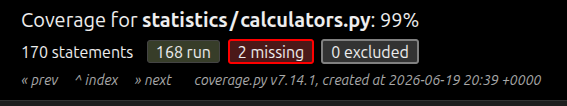 Coverage for statistics/calculators.py: 99%
170 statements 168 run 2 missing 0 excluded
« prev ^ index » next coverage.py v7.14.1, created at 2026-06-19 20:39 +0000